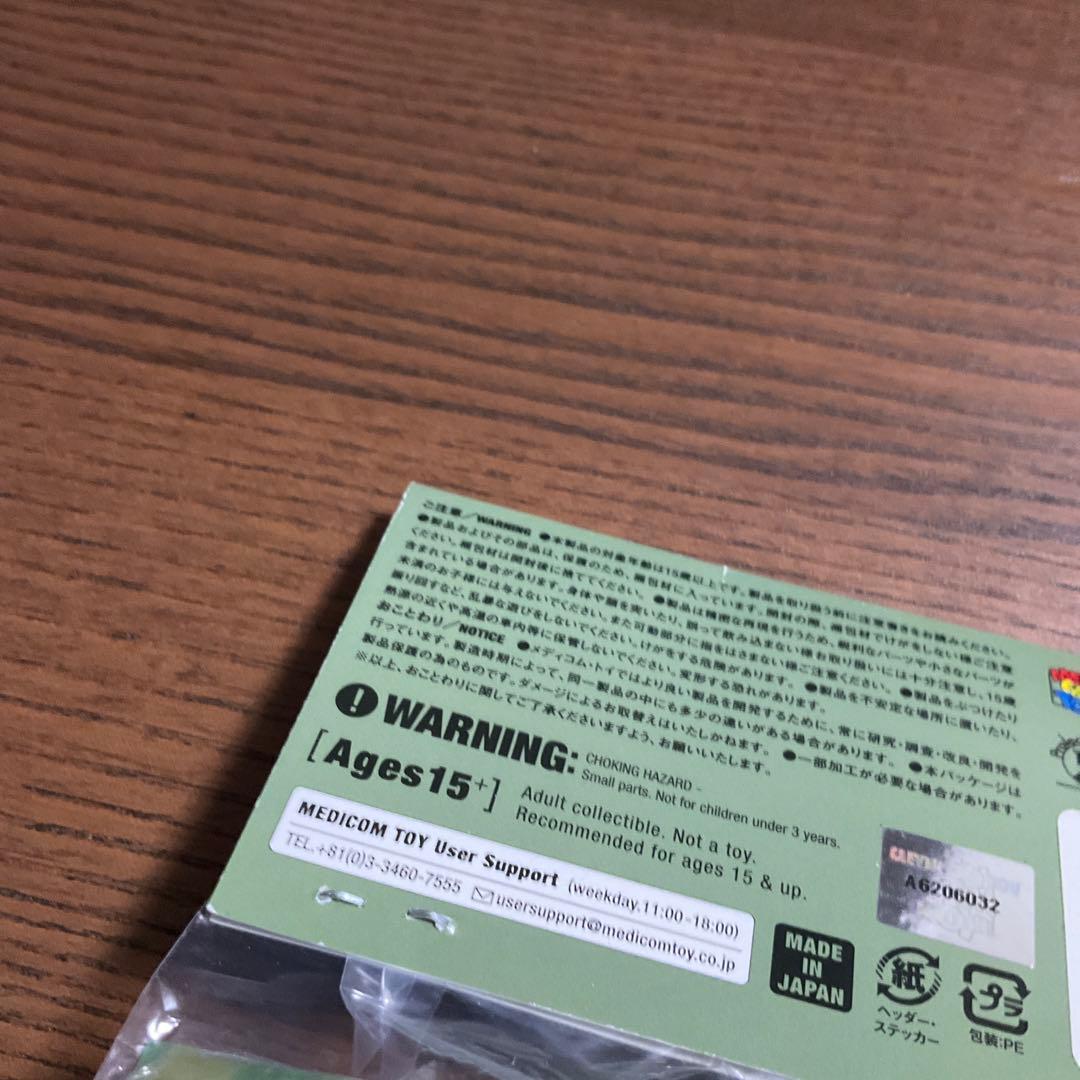 ご注意/WARNING ●本製品の対象年齢は15歳以上です。製品を取り扱う前に注意書きをお読みください。
●製品およびその部品は、保護のため、梱包材に入っています。開封の際、梱包材でけがをしない様ご注意
ください。梱包材は開封後に捨ててください。●製品は精密な再現を行うため、鋭利なパーツや小さなパーツが
含まれている場合があります。身体や顔を突いたり、誤って飲み込まない様お取り扱いには十分注意し、15歳
未満のお子様には与えないでください。また可動部分に指をはさまない様ご注意ください。●製品をぶつけたり
振り回すなど、乱暴な遊びをしないでください。けがをする危険があります。●製品を不安定な場所に置いたり、
熱源の近くや高温の車内等に保管しないでください。変形する恐れがあります。
おことわり/NOTICE ●メディコム・トイではより良い製品を開発するために、常に研究・調査・改良・開発を
行っています。製造時期によって、同一製品の中にも多少の違いがある場合があります。●本パッケージは
製品保護の為のものです。ダメージによるお取替えはいたしかねます。●一部加工が必要な場合があります。
※以上、おことわりに関してご了承くださいますよう、お願いいたします。
WARNING:
CHOKING HAZARD -
Small parts. Not for children under 3 years.
[Ages15+]
Adult collectible. Not a toy.
Recommended for ages 15 & up.
MEDICOM TOY User Support (weekday.11:00-18:00)
TEL.+81(0)3-3460-7555 usersupport@medicomtoy.co.jp
A6206032
MADE
IN
JAPAN
紙
ヘッダー・
ステッカー
プラ
包装:PE